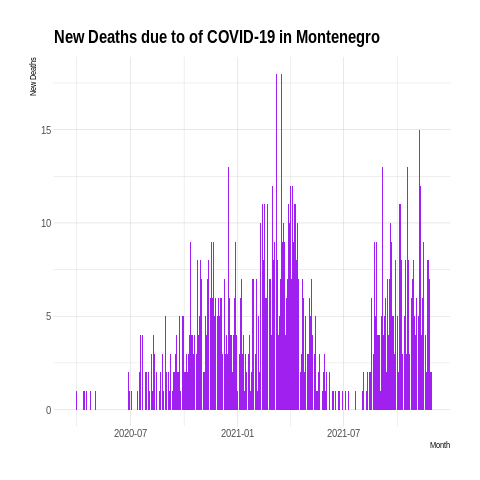 New Deaths due to of COVID-19 in Montenegro
New Deaths
15
10
5
0
2020-07
2021-01
2021-07
Month